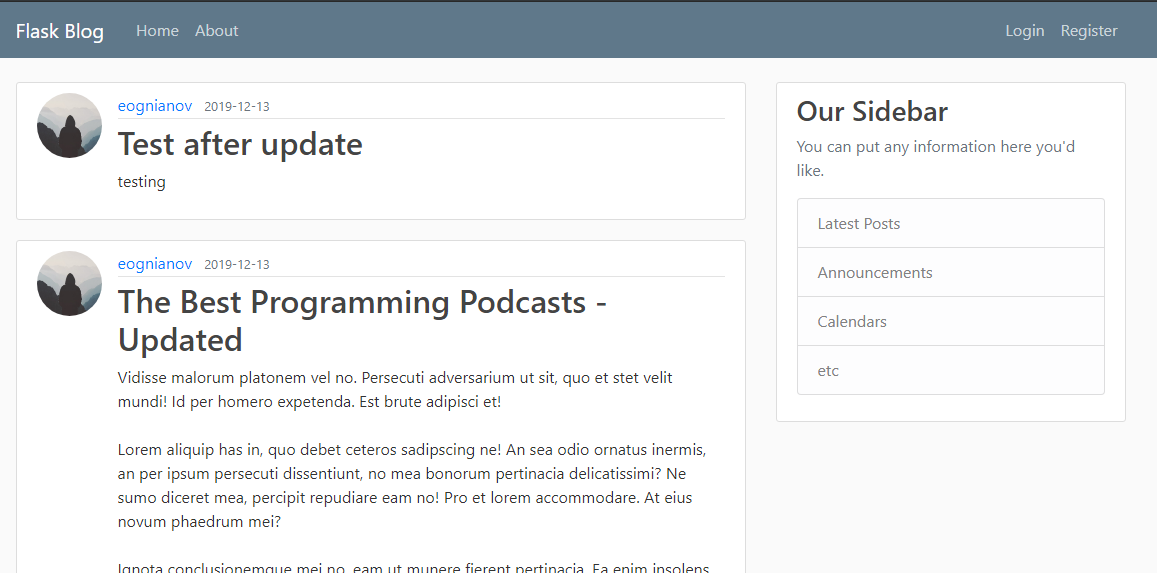 Flask Blog Home About Login Register
eognianov 2019-12-13
Test after update
testing
eognianov 2019-12-13
The Best Programming Podcasts -
Updated
Vidisse malorum platonem vel no. Persecuti adversarium ut sit, quo et stet velit
mundi! Id per homero expetenda. Est brute adipisci et!
Lorem aliquip has in, quo debet ceteros sadipscing ne! An sea odio ornatus inermis,
an per ipsum persecuti dissentiunt, no mea bonorum pertinacia delicatissimi? Ne
sumo diceret mea, percipit repudiare eam no! Pro et lorem accommodare. At eius
novum phaedrum mei?
Ignota conclusionemque mei no, eam ut munere fierent pertinacia. Ea enim insolens
Our Sidebar
You can put any information here you'd
like.
Latest Posts
Announcements
Calendars
etc